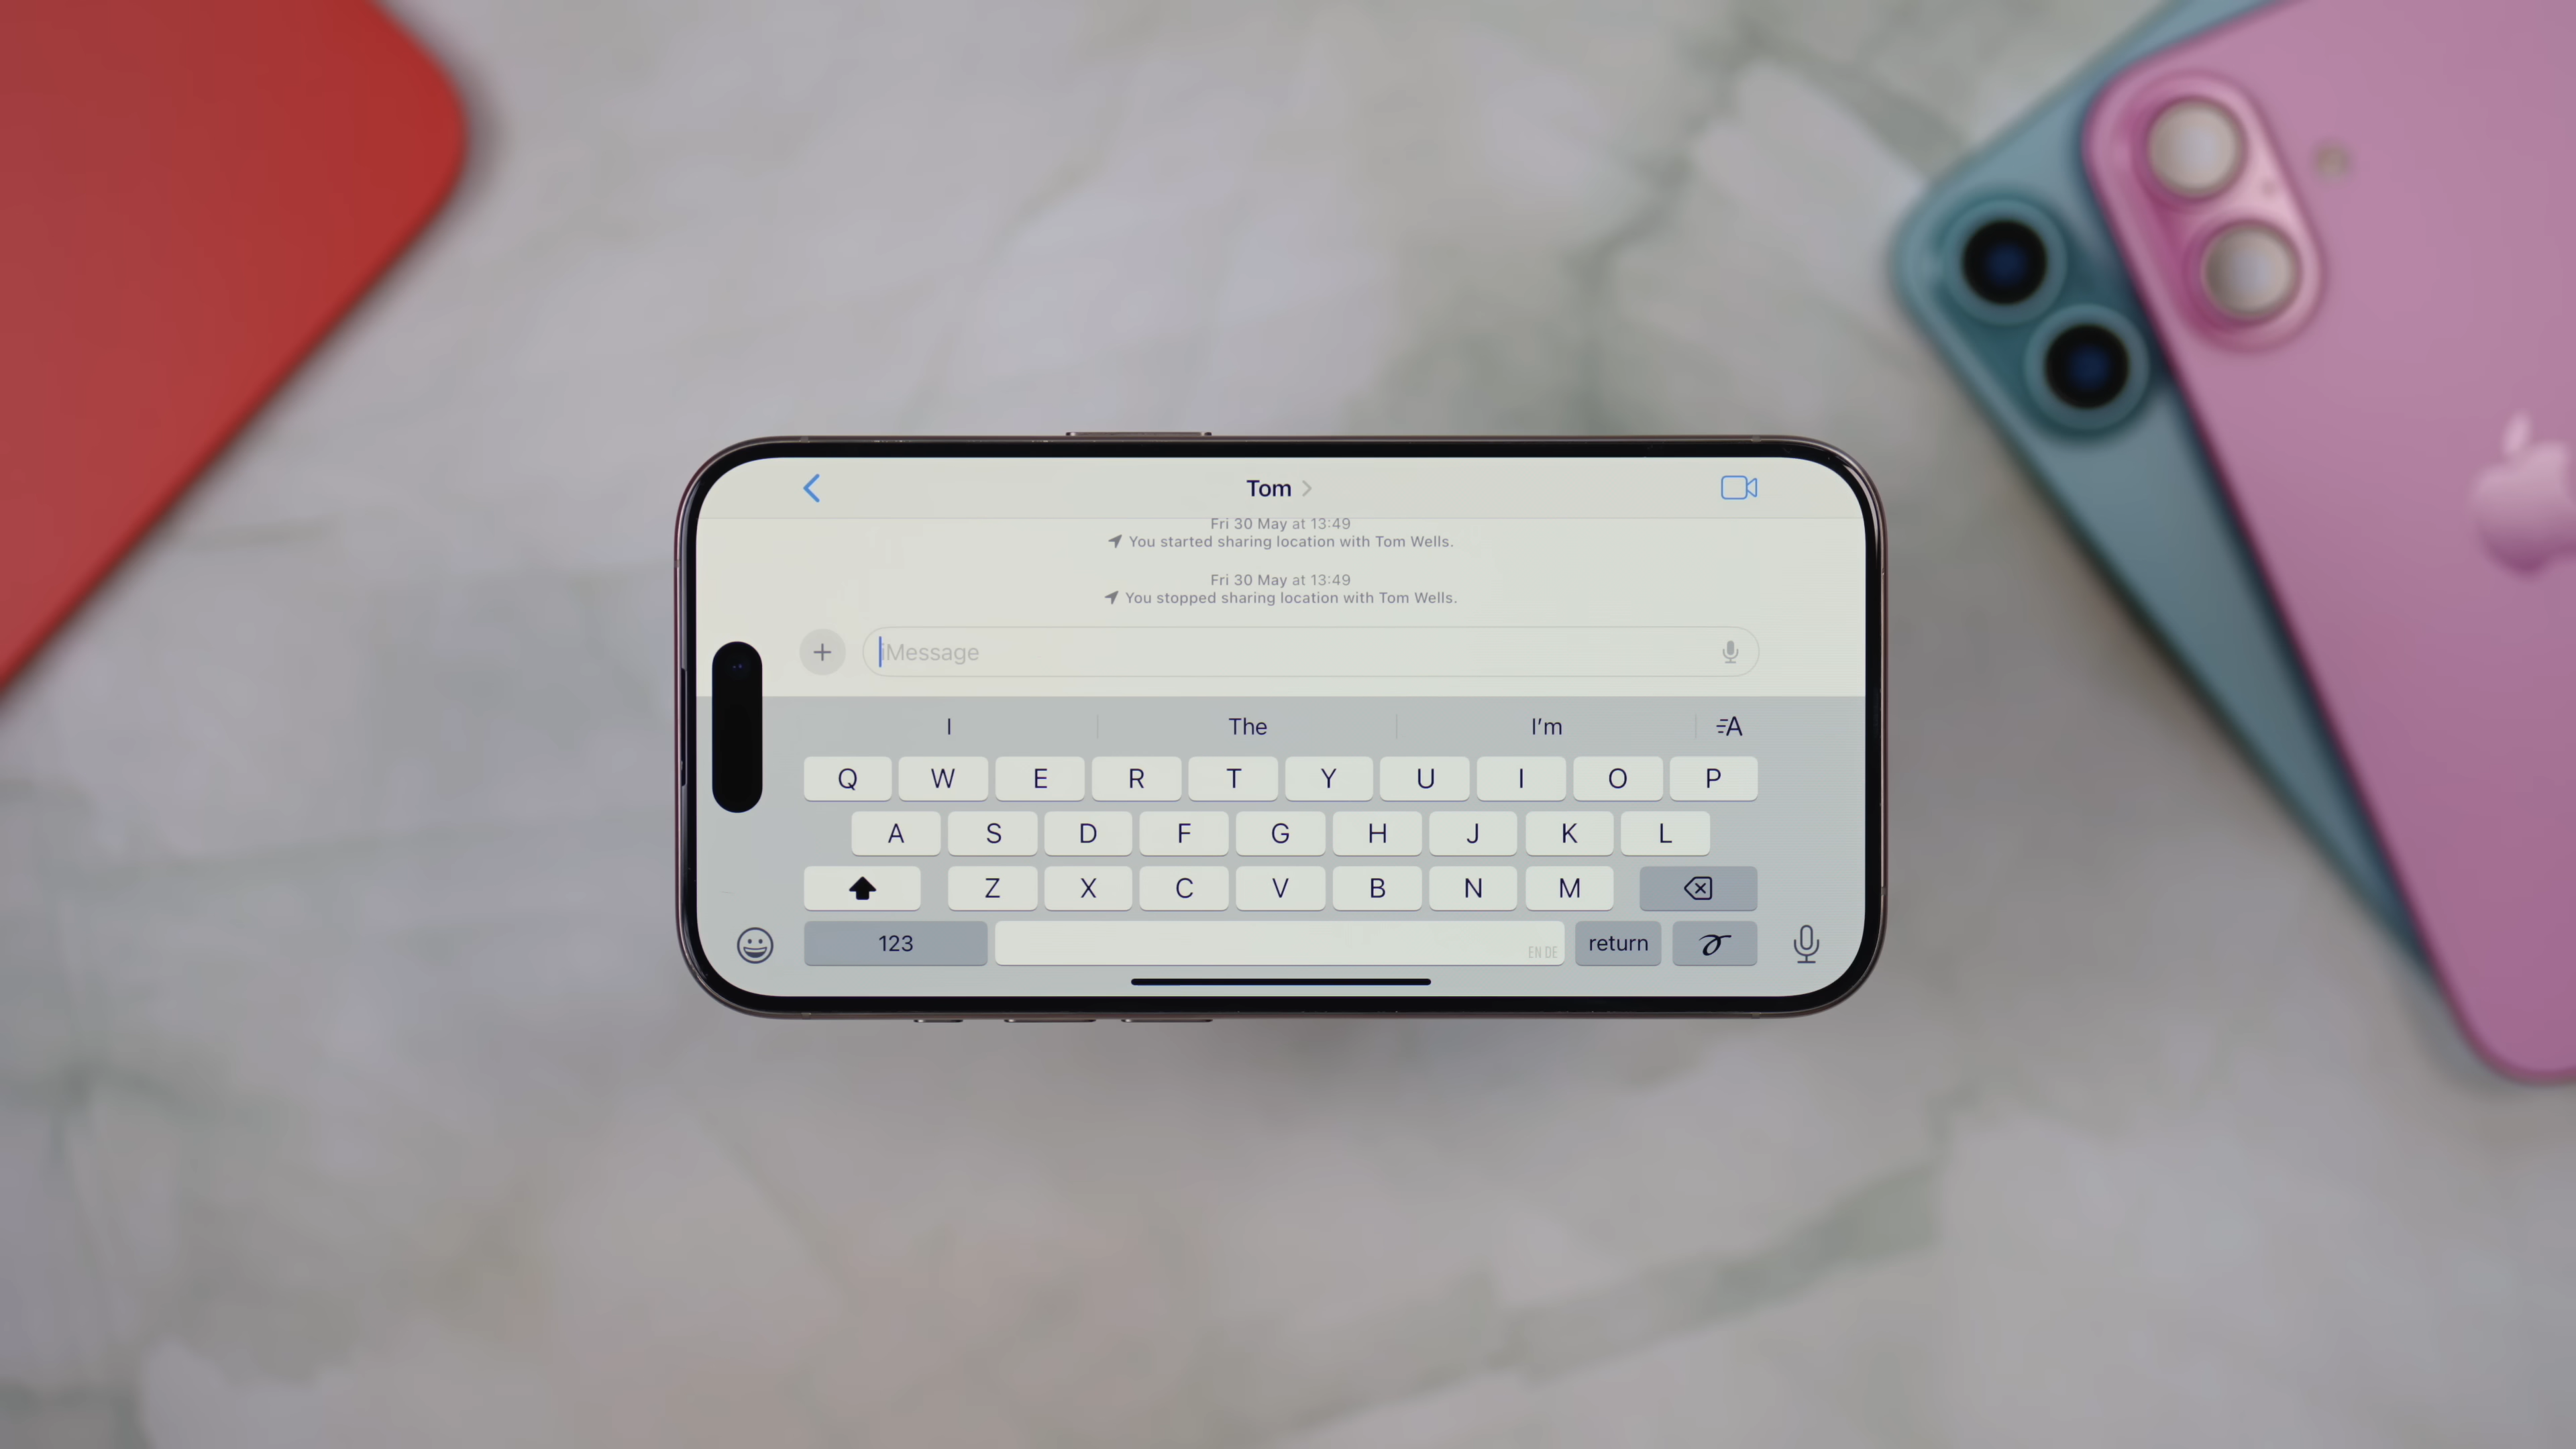 Tom
Fri 30 May at 13:49
You started sharing location with Tom Wells.
Fri 30 May at 13:49
You stopped sharing location with Tom Wells.
iMessage
I The I'm A
Q W E R T Y U I O P
A S D F G H J K L
Z X C V B N M
123 EN DE return